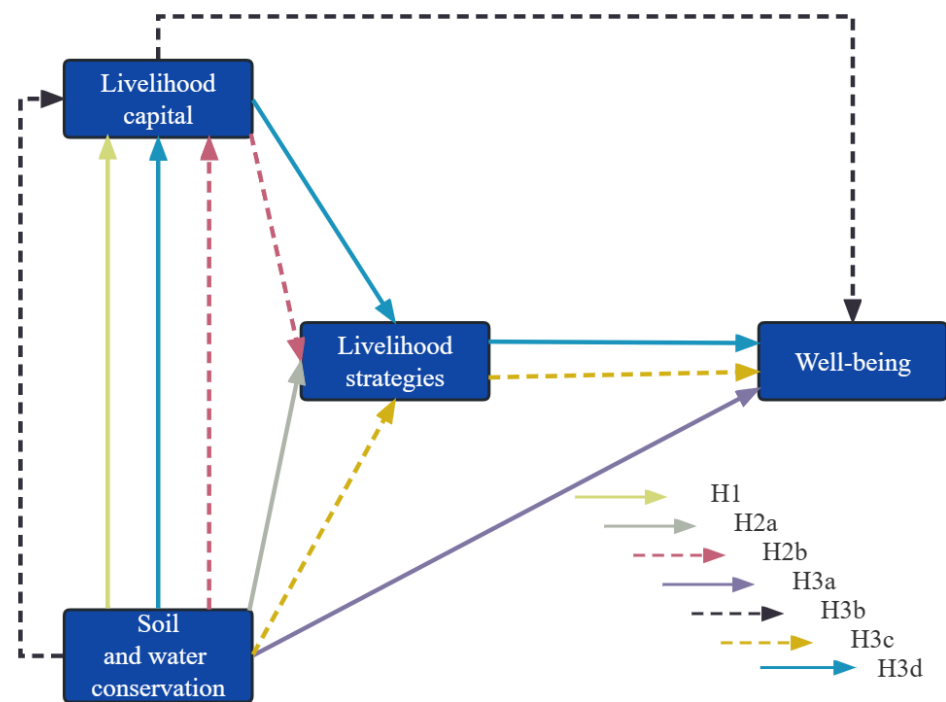 Livelihood
capital
Livelihood
strategies
Well-being
Soil
and water
conservation
H1
H2a
H2b
H3a
H3b
H3c
H3d